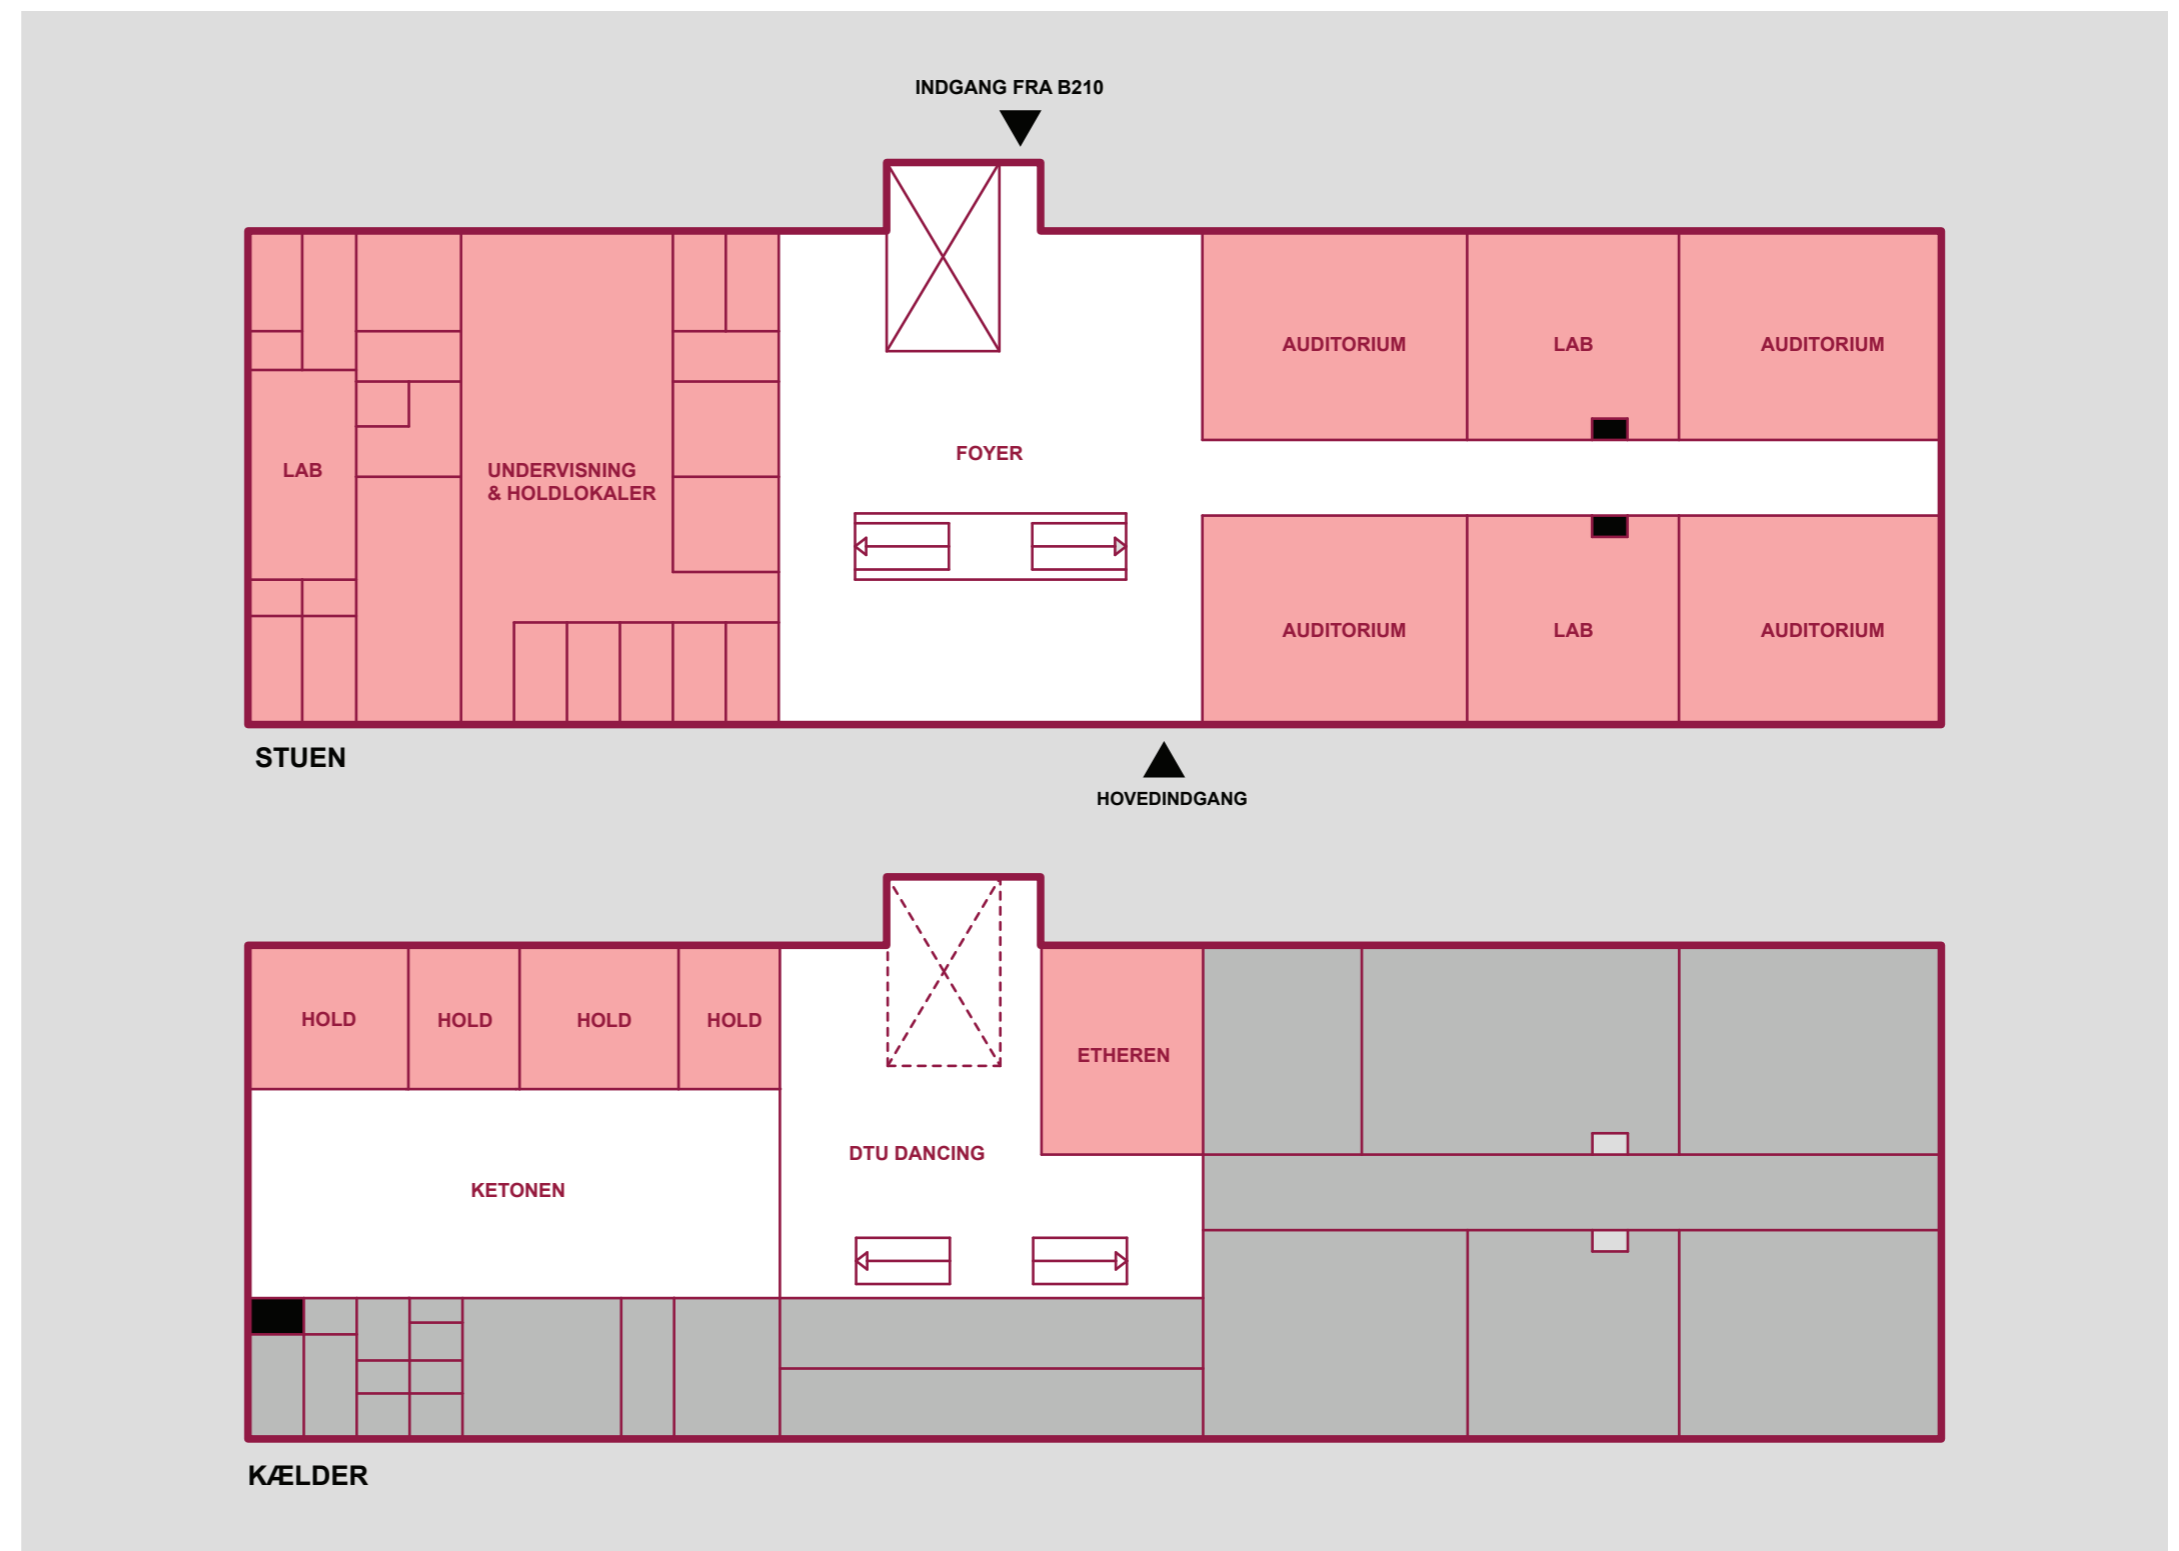 INDGANG FRA B210
AUDITORIUM
LAB
AUDITORIUM
FOYER
LAB
UNDERVISNING
& HOLDLOKALER
AUDITORIUM
LAB
AUDITORIUM
STUEN
HOVEDINDGANG
HOLD
HOLD
HOLD
HOLD
ETHEREN
DTU DANCING
KETONEN
KÆLDER